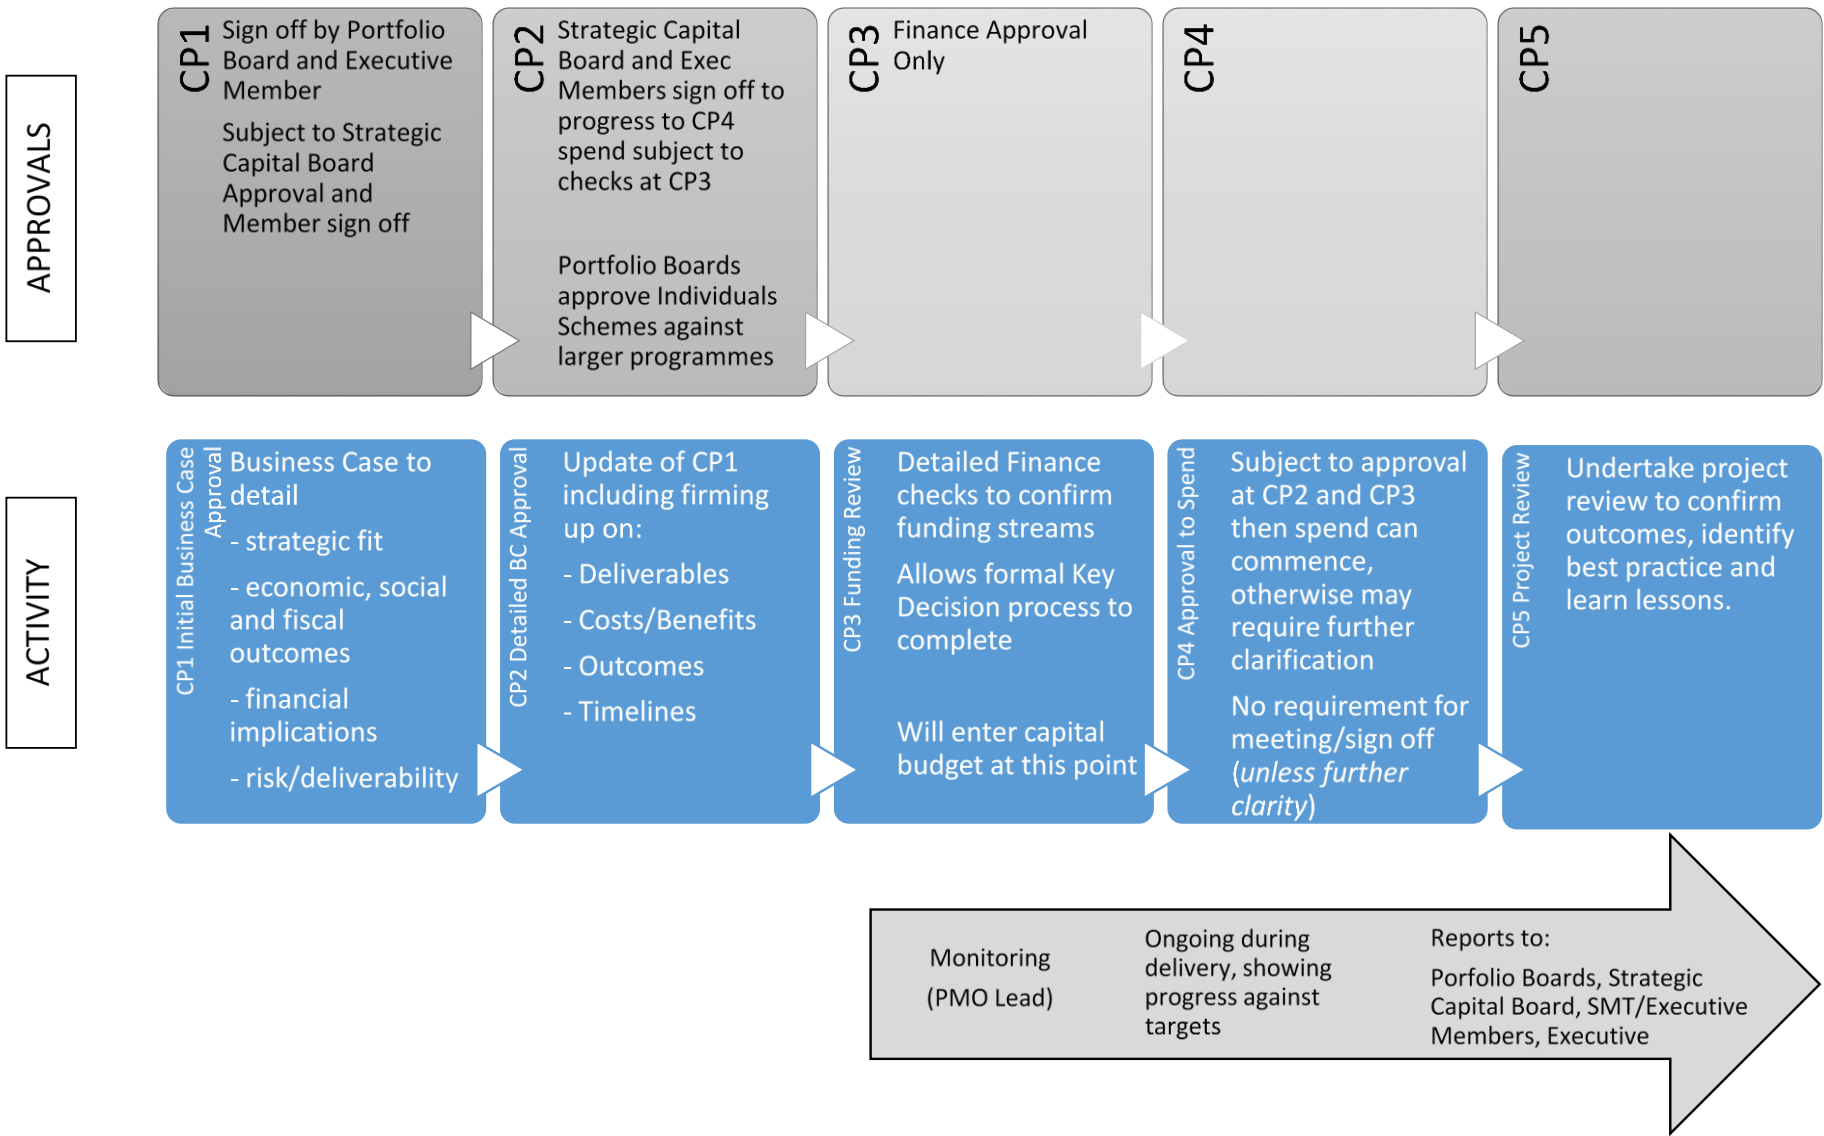 APPROVALS
CP1
Sign off by Portfolio
Board and Executive
Member
Subject to Strategic
Capital Board
Approval and
Member sign off
CP2
Strategic Capital
Board and Exec
Members sign off to
progress to CP4
spend subject to
checks at CP3
Portfolio Boards
approve Individuals
Schemes against
larger programmes
CP3
Finance Approval
Only
CP4
CP5
ACTIVITY
CP1 Initial Business Case
Approval
Business Case to
detail
- strategic fit
- economic, social
and fiscal
outcomes
- financial
implications
- risk/deliverability
CP2 Detailed BC Approval
Update of CP1
including firming
up on:
- Deliverables
- Costs/Benefits
- Outcomes
- Timelines
CP3 Funding Review
Detailed Finance
checks to confirm
funding streams
Allows formal Key
Decision process to
complete
Will enter capital
budget at this point
CP4 Approval to Spend
Subject to approval
at CP2 and CP3
then spend can
commence,
otherwise may
require further
clarification
No requirement for
meeting/sign off
(unless further
clarity)
CP5 Project Review
Undertake project
review to confirm
outcomes, identify
best practice and
learn lessons.
Monitoring
(PMO Lead)
Ongoing during
delivery, showing
progress against
targets
Reports to:
Porfolio Boards, Strategic
Capital Board, SMT/Executive
Members, Executive